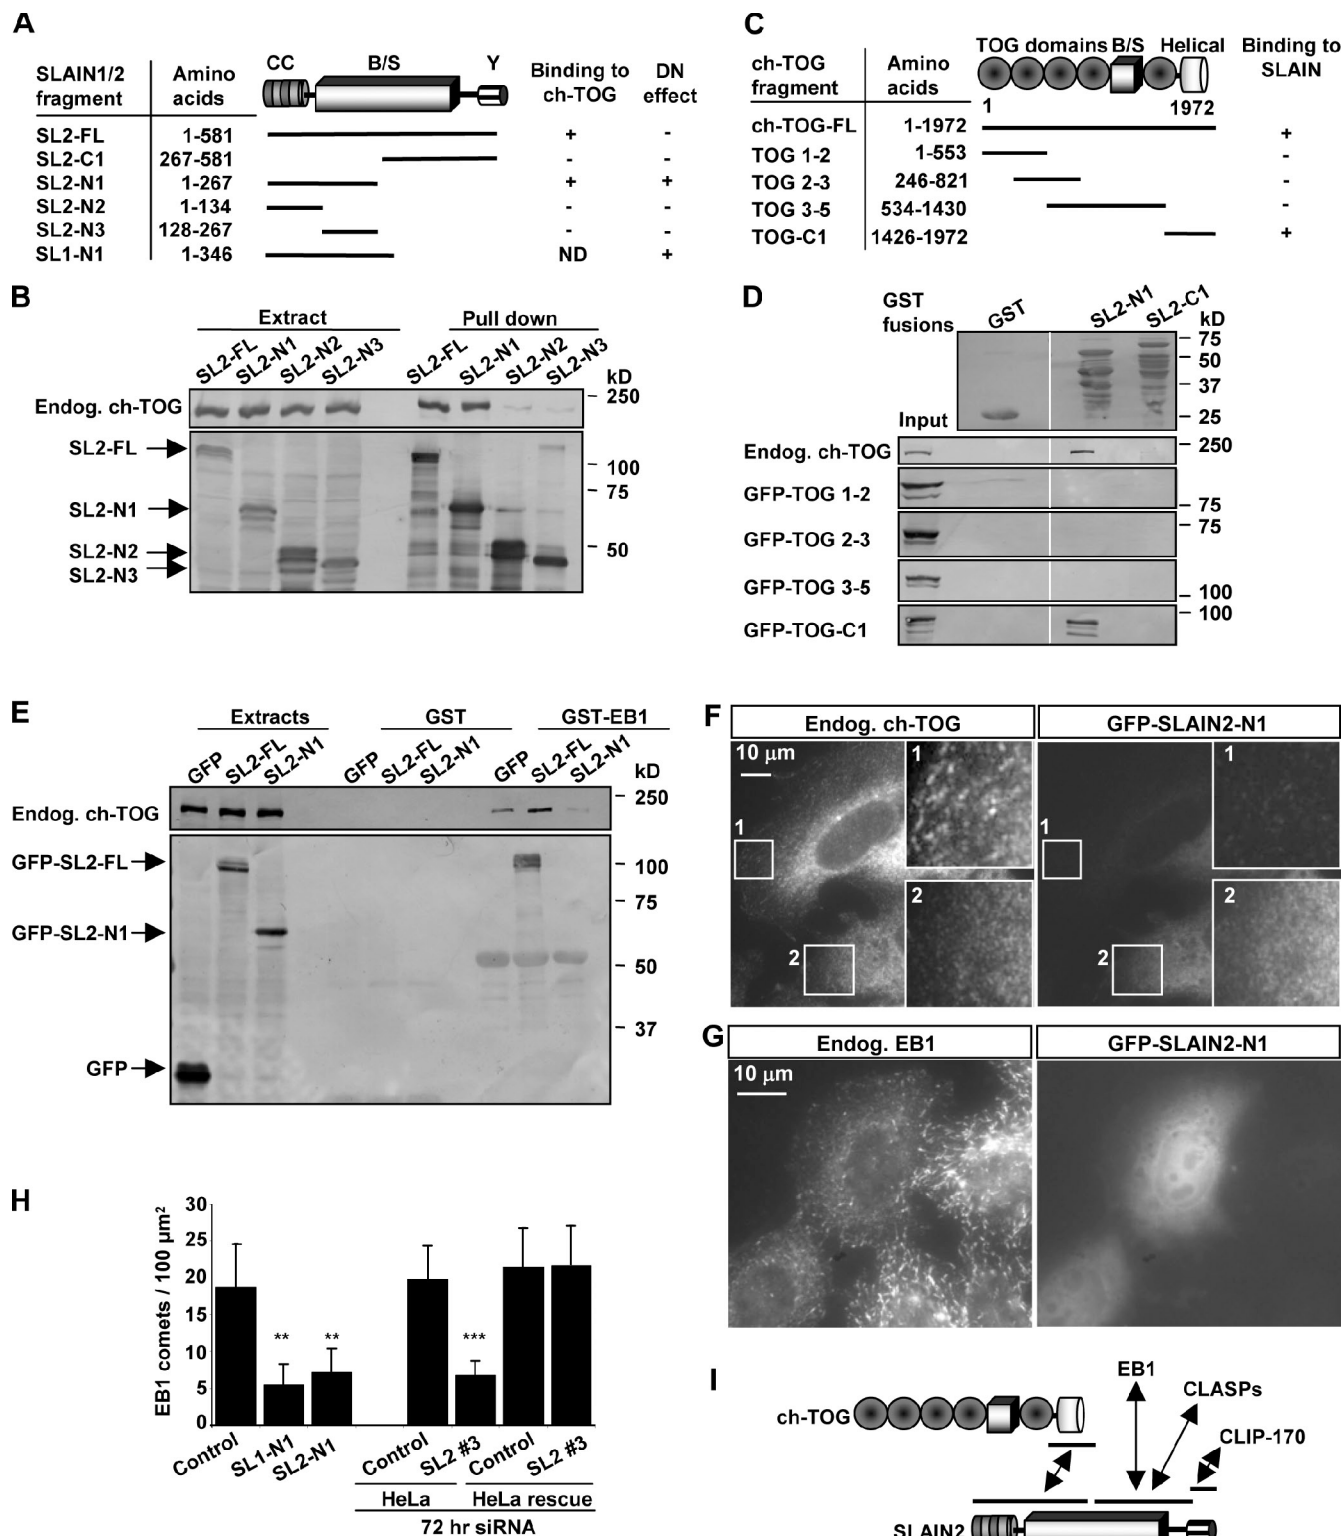 A
CC B/S Y
SLAIN1/2 fragment
Amino acids
Binding to ch-TOG
DN effect
SL2-FL 1-581 + -
SL2-C1 267-581 - -
SL2-N1 1-267 + +
SL2-N2 1-134 - -
SL2-N3 128-267 - -
SL1-N1 1-346 ND +
B
Extract Pull down
SL2-FL SL2-N1 SL2-N2 SL2-N3 SL2-FL SL2-N1 SL2-N2 SL2-N3
kD
Endog. ch-TOG 250
SL2-FL 100
75
SL2-N1
SL2-N2 50
SL2-N3
C
TOG domains B/S Helical
ch-TOG fragment
Amino acids
Binding to SLAIN
1 1972
ch-TOG-FL 1-1972 +
TOG 1-2 1-553 -
TOG 2-3 246-821 -
TOG 3-5 534-1430 -
TOG-C1 1426-1972 +
D
GST fusions
GST SL2-N1 SL2-C1
kD
75
50
37
25
Input
Endog. ch-TOG 250
GFP-TOG 1-2 75
GFP-TOG 2-3 75
GFP-TOG 3-5 100
GFP-TOG-C1 100
E
Extracts GST GST-EB1
GFP SL2-FL SL2-N1 GFP SL2-FL SL2-N1 GFP SL2-FL SL2-N1
kD
Endog. ch-TOG 250
GFP-SL2-FL 100
75
GFP-SL2-N1
50
37
GFP
F
Endog. ch-TOG GFP-SLAIN2-N1
10 µm
1 1 1 1
2 2 2 2
G
Endog. EB1 GFP-SLAIN2-N1
10 µm
H
EB1 comets / 100 µm²
30
25
20
15
10
5
0
** ** ***
Control SL1-N1 SL2-N1 Control SL2 #3 Control SL2 #3
HeLa HeLa rescue
72 hr siRNA
I
EB1
CLASPs
ch-TOG
CLIP-170
SLAIN2